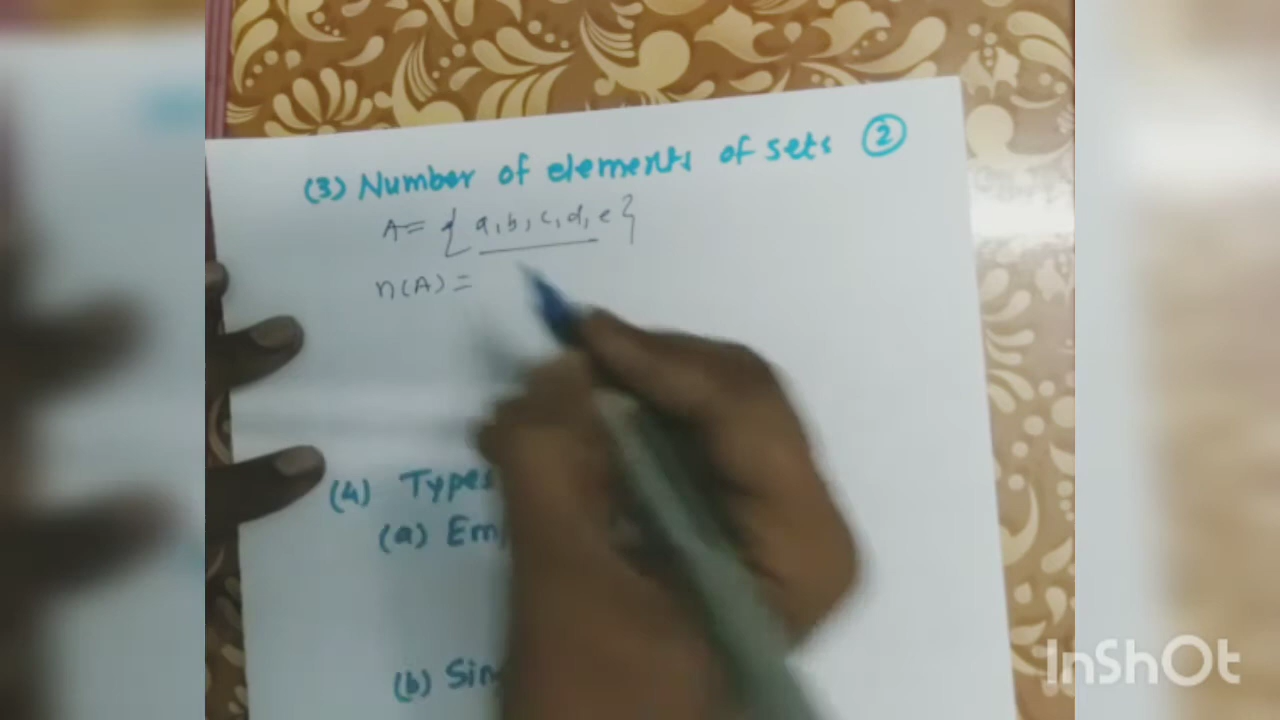 (3) Number of elements of sets ②
A = { a, b, c, d, e }
n(A) =
(4) Types
(a) Em
(b) Sin
InShOt